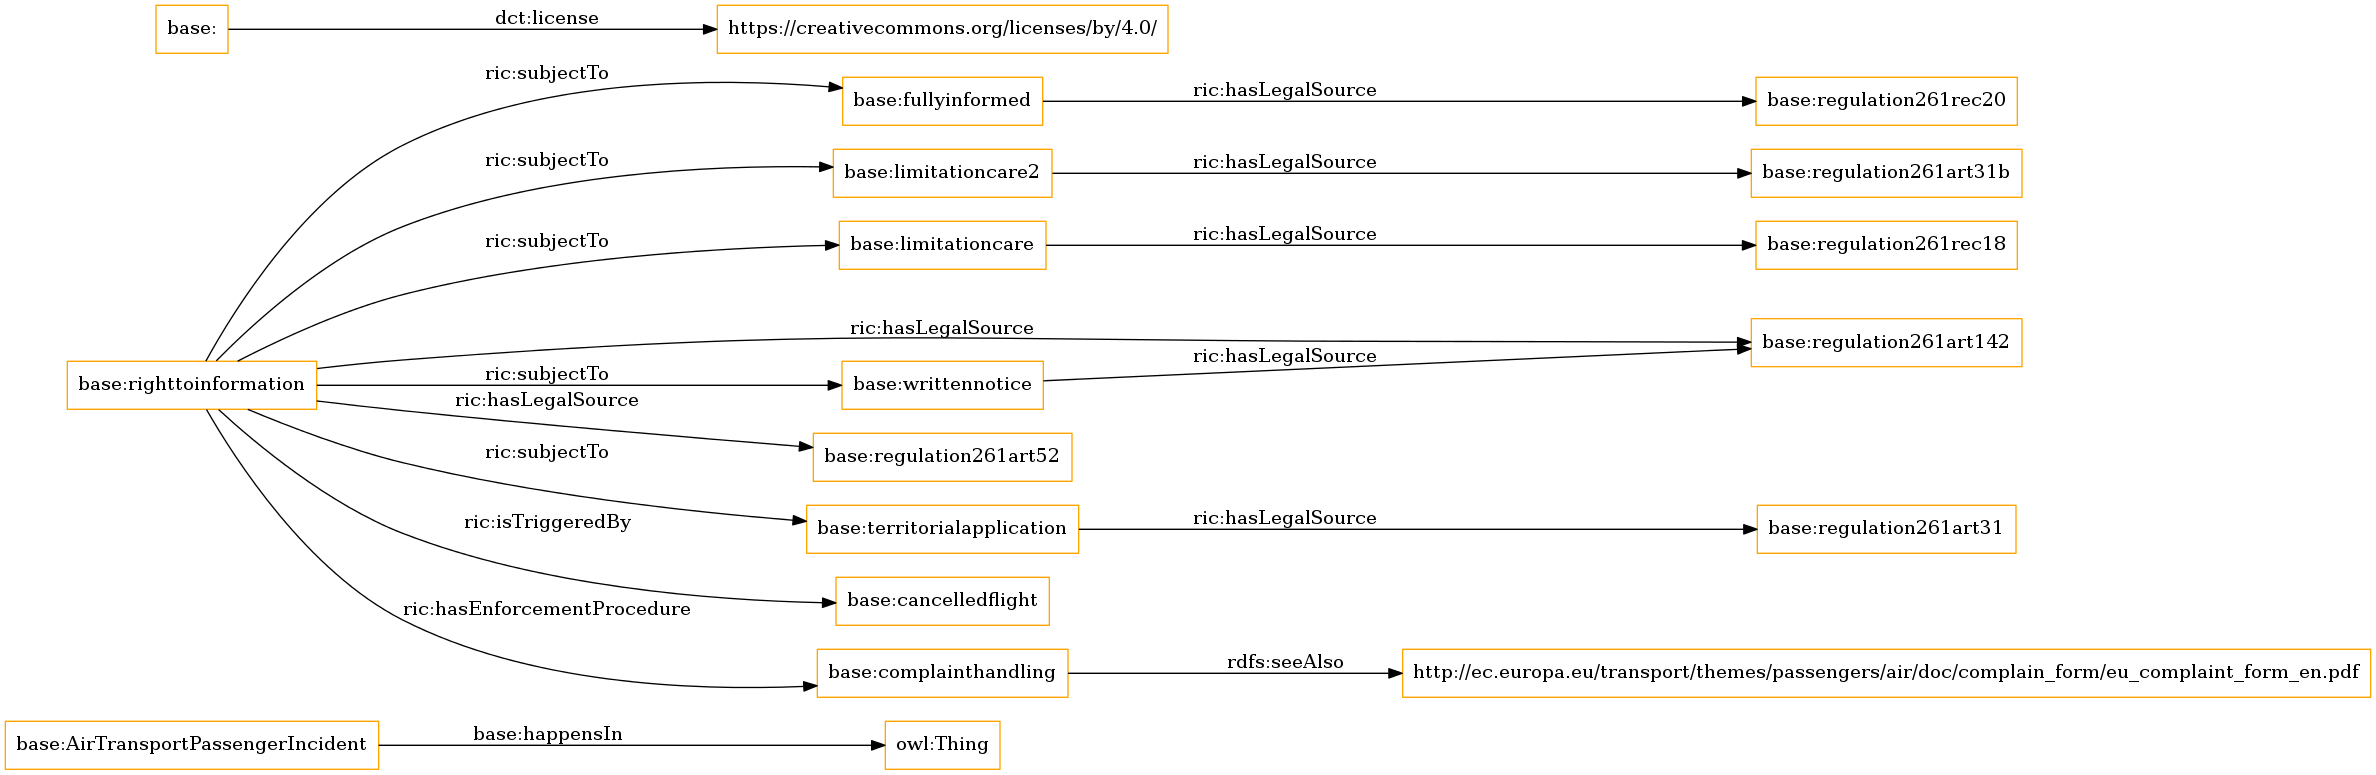 base:
dct:license
https://creativecommons.org/licenses/by/4.0/
ric:subjectTo
base:fullyinformed
ric:hasLegalSource
base:regulation261rec20
ric:subjectTo
base:limitationcare2
ric:hasLegalSource
base:regulation261art31b
ric:subjectTo
base:limitationcare
ric:hasLegalSource
base:regulation261rec18
ric:hasLegalSource
base:regulation261art142
base:righttoinformation
ric:subjectTo
base:writtennotice
ric:hasLegalSource
ric:hasLegalSource
base:regulation261art52
ric:subjectTo
base:territorialapplication
ric:hasLegalSource
base:regulation261art31
ric:isTriggeredBy
base:cancelledflight
ric:hasEnforcementProcedure
base:complainthandling
rdfs:seeAlso
http://ec.europa.eu/transport/themes/passengers/air/doc/complain_form/eu_complaint_form_en.pdf
base:AirTransportPassengerIncident
base:happensIn
owl:Thing